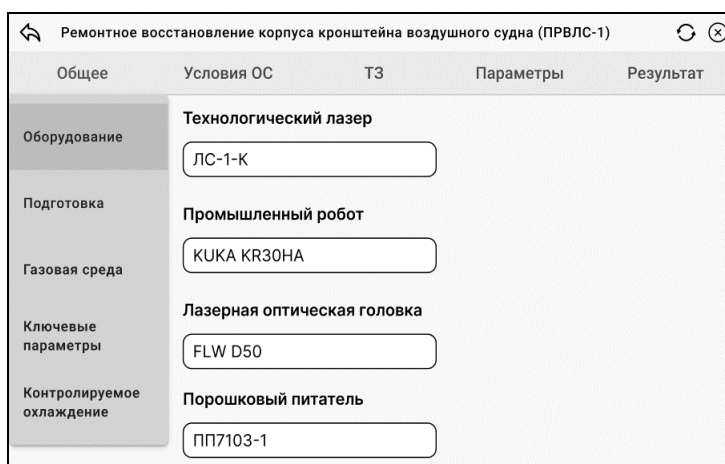 Ремонтное восстановление корпуса кронштейна воздушного судна (ПРВЛС-1)
Общее Условия ОС ТЗ Параметры Результат
Оборудование
Подготовка
Газовая среда
Ключевые
параметры
Контролируемое
охлаждение
Технологический лазер
ЛС-1-К
Промышленный робот
KUKA KR30HA
Лазерная оптическая головка
FLW D50
Порошковый питатель
ПП7103-1